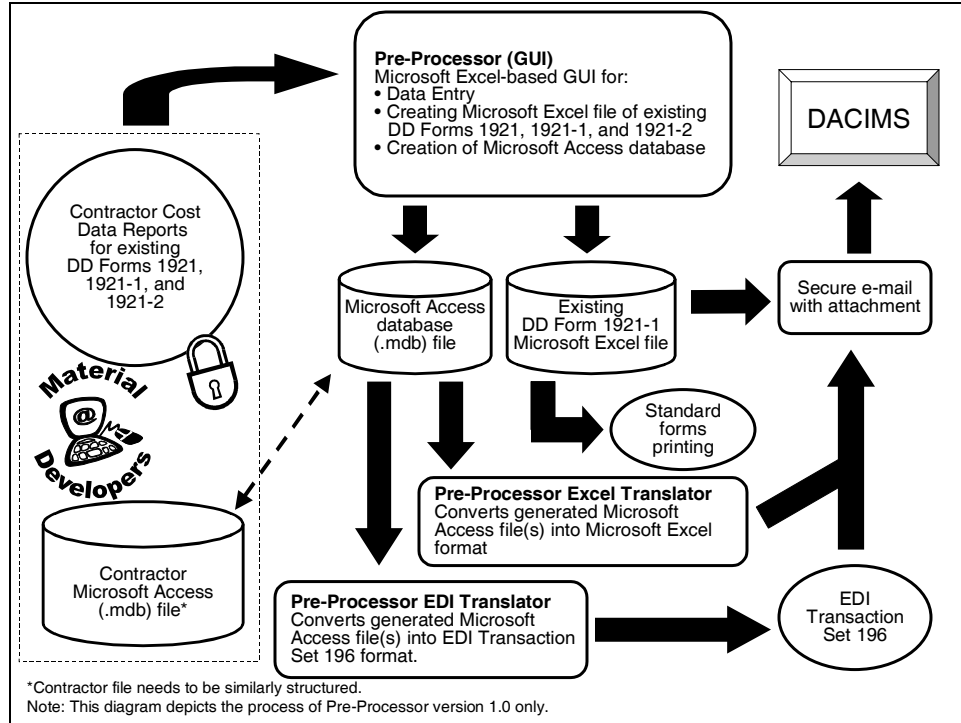 Pre-Processor (GUI)
Microsoft Excel-based GUI for:
• Data Entry
• Creating Microsoft Excel file of existing
DD Forms 1921, 1921-1, and 1921-2
• Creation of Microsoft Access database
DACIMS
Contractor Cost
Data Reports
for existing
DD Forms 1921,
1921-1, and
1921-2
Microsoft Access
database
(.mdb) file
Existing
DD Form 1921-1
Microsoft Excel file
Secure e-mail
with attachment
Material
@
Developers
Standard
forms
printing
Pre-Processor Excel Translator
Converts generated Microsoft
Access file(s) into Microsoft Excel
format
Contractor
Microsoft Access
(.mdb) file*
Pre-Processor EDI Translator
Converts generated Microsoft
Access file(s) into EDI Transaction
Set 196 format.
EDI
Transaction
Set 196
*Contractor file needs to be similarly structured.
Note: This diagram depicts the process of Pre-Processor version 1.0 only.